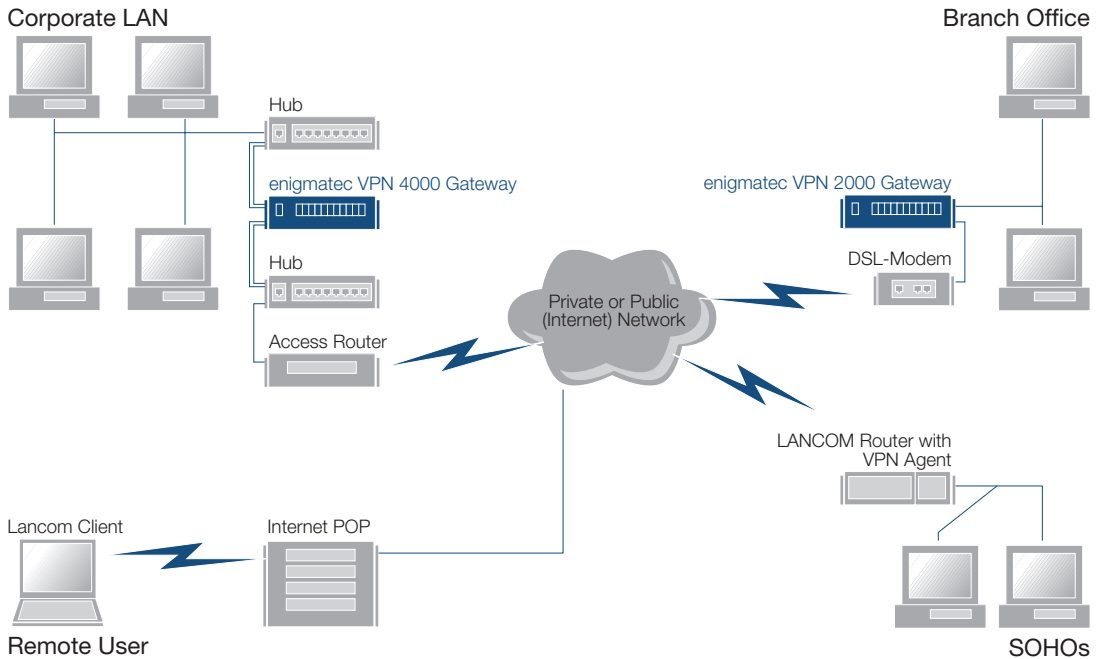 Corporate LAN
Branch Office
Hub
enigmatec VPN 4000 Gateway
enigmatec VPN 2000 Gateway
Hub
DSL-Modem
Private or Public
(Internet) Network
Access Router
LANCOM Router with
VPN Agent
Lancom Client
Internet POP
Remote User
SOHOs